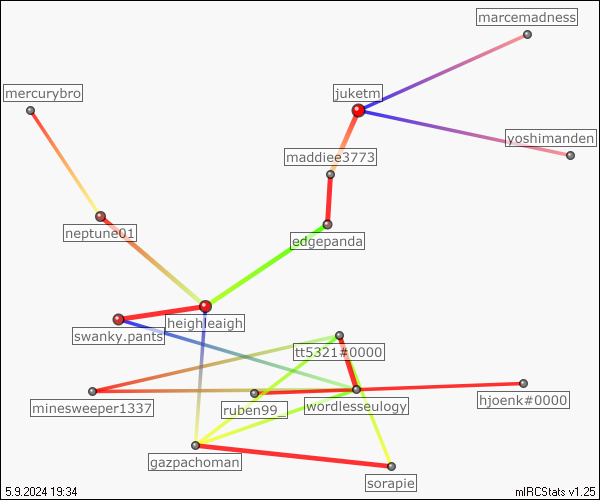 marcemadness
mercurybro
juketm
yoshimanden
maddiee3773
neptune01
edgepanda
heighleaigh
swanky.pants
tt5321#0000
minesweeper1337
ruben99_
wordlesseulogy
hjoenk#0000
gazpachoman
sorapie
5.9.2024 19:34
mIRCStats v1.25